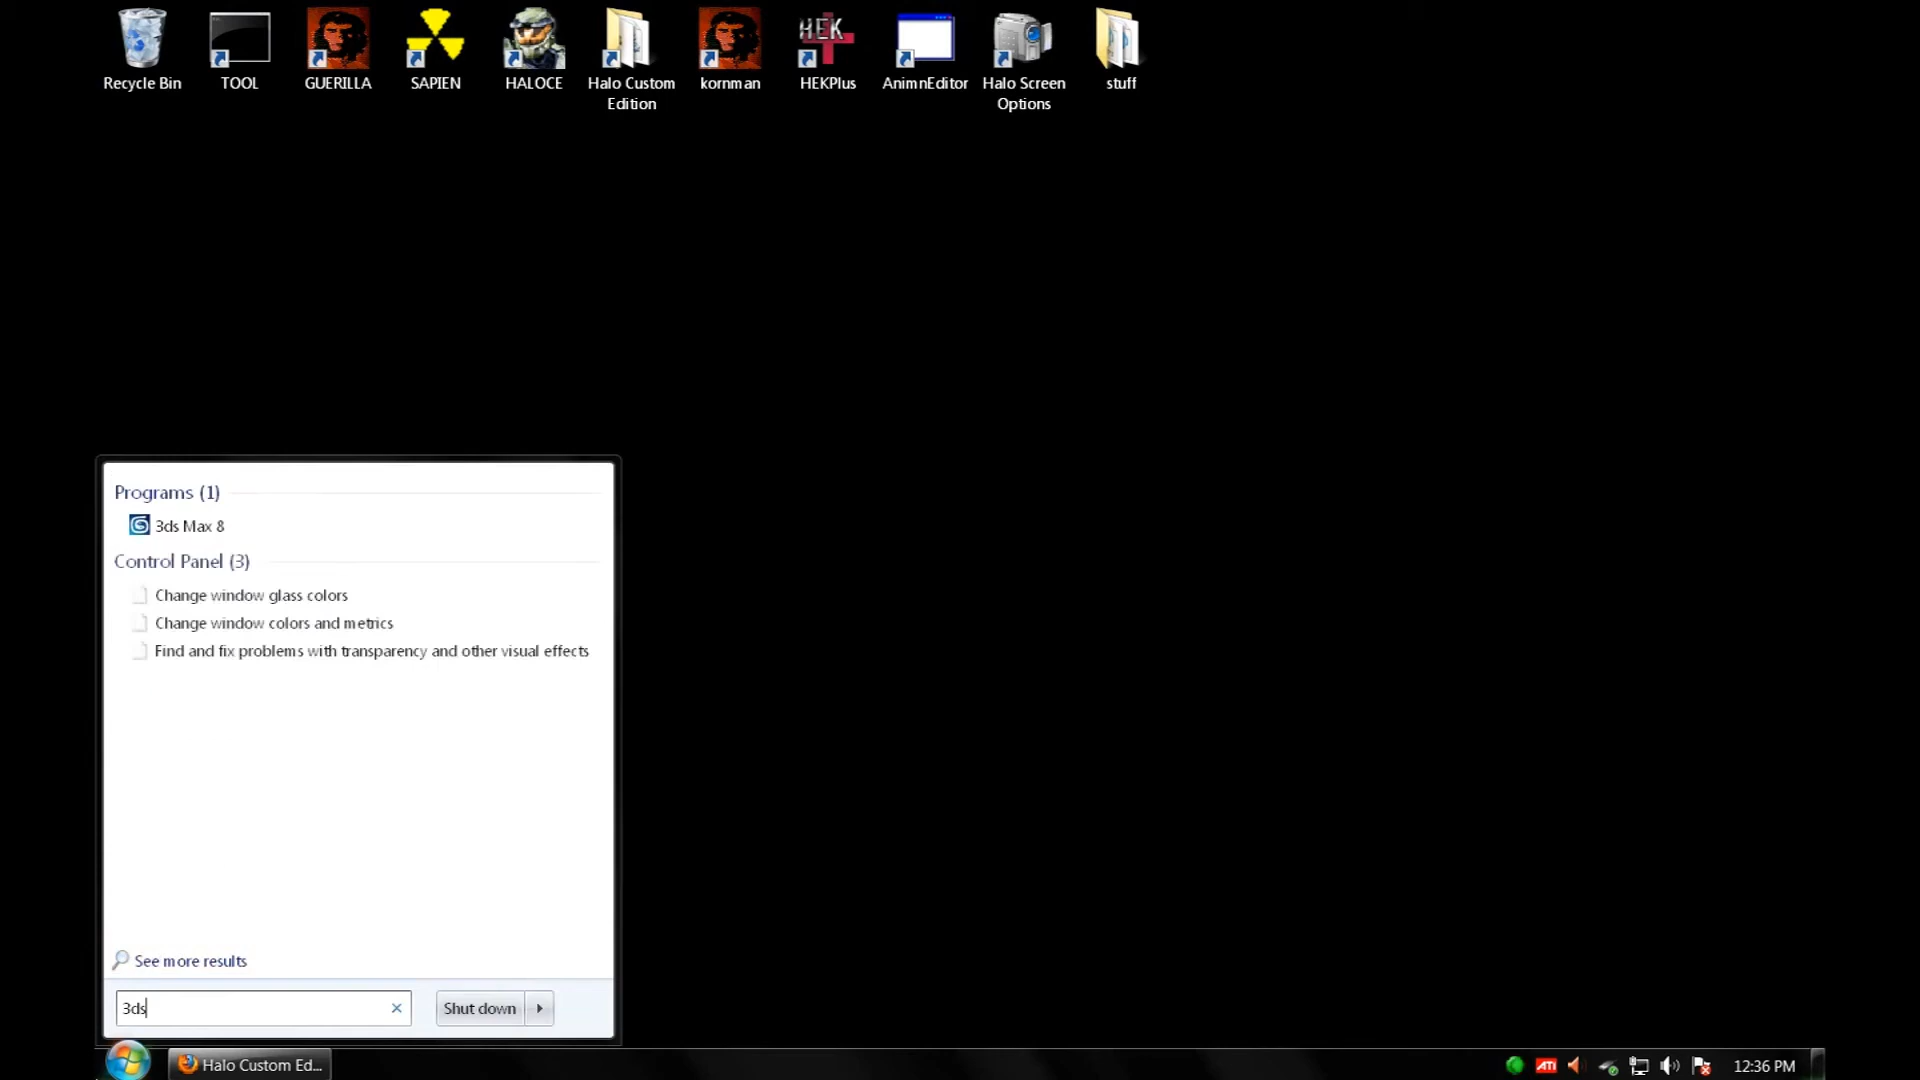 Recycle Bin
TOOL
GUERILLA
SAPIEN
HALOCE
Halo Custom
Edition
kornman
HEK
HEKPlus
AnimnEditor
Halo Screen
Options
stuff
Programs (1)
3ds Max 8
Control Panel (3)
Change window glass colors
Change window colors and metrics
Find and fix problems with transparency and other visual effects
See more results
3ds
Shut down
Halo Custom Ed...
ATI
12:36 PM